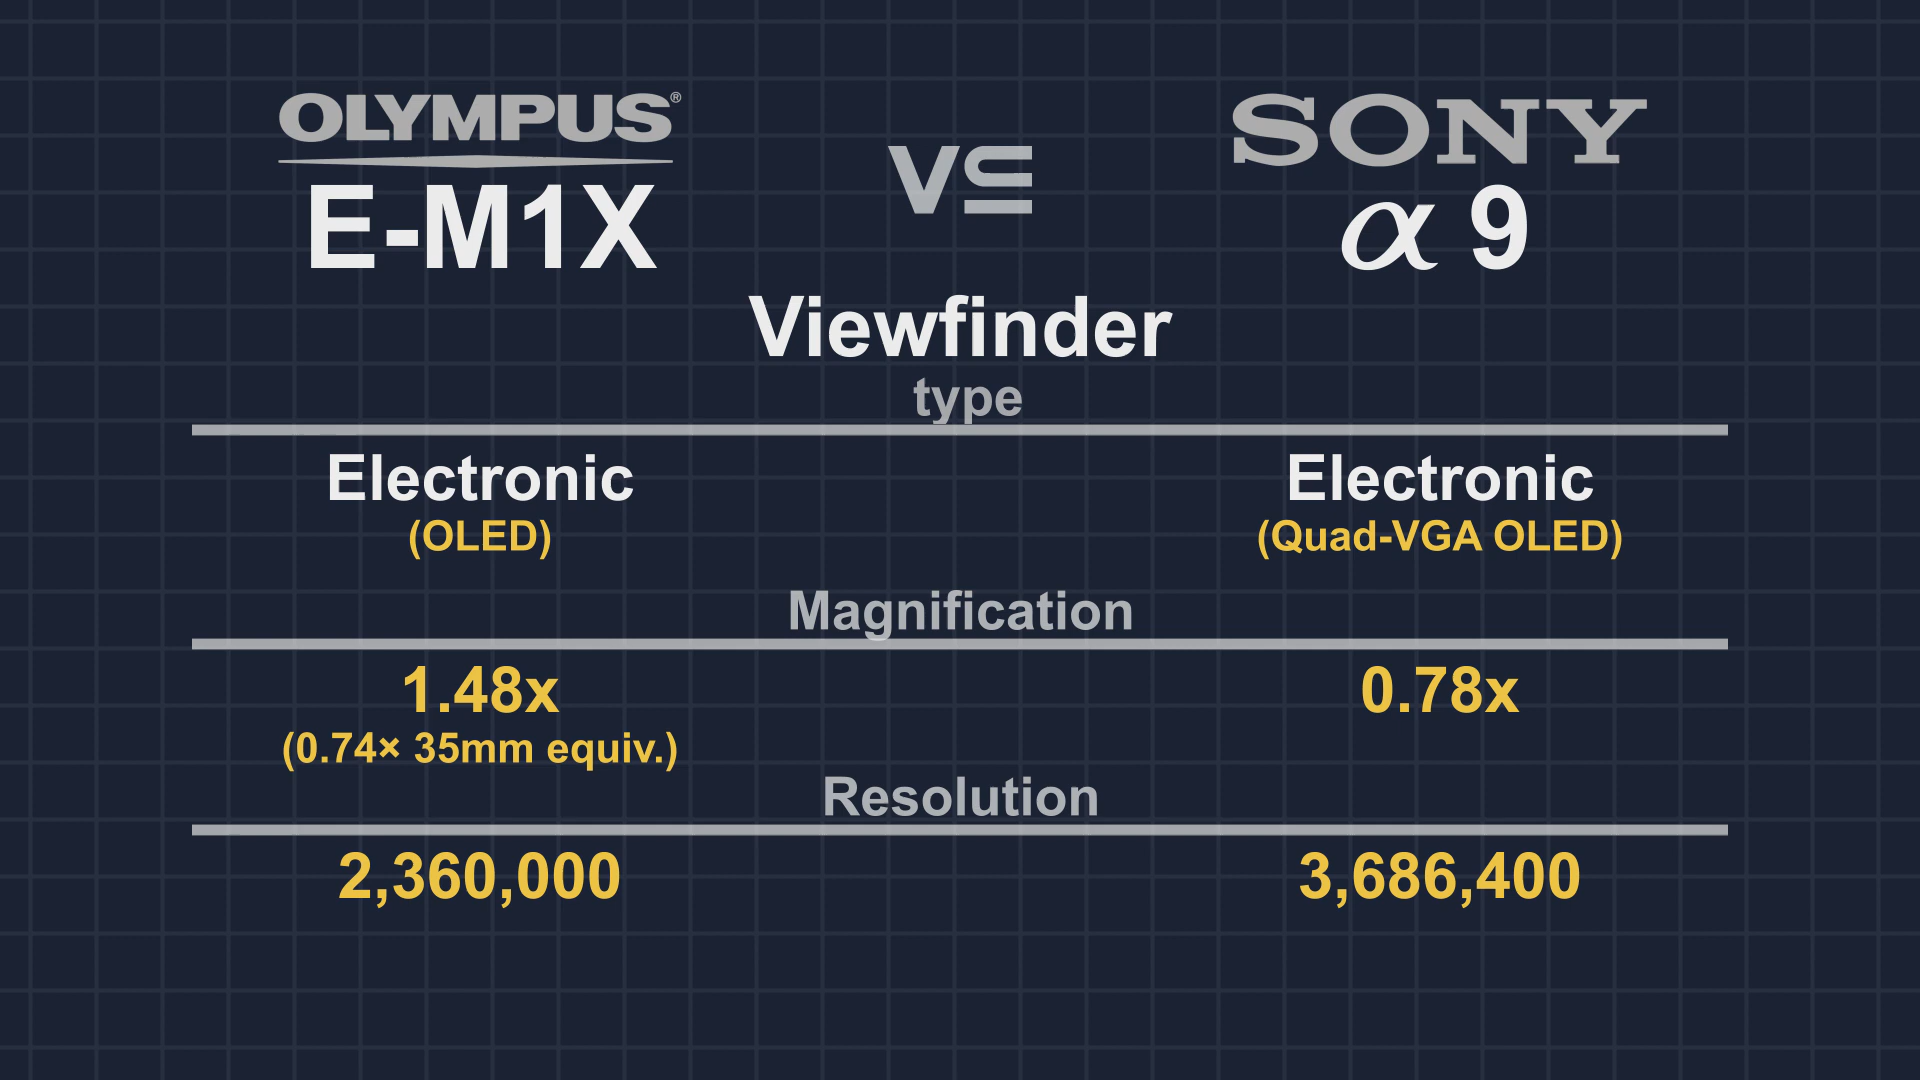 OLYMPUS®
VS
SONY
E-M1X
α 9
Viewfinder
type
Electronic
Electronic
(OLED)
(Quad-VGA OLED)
Magnification
1.48x
0.78x
(0.74× 35mm equiv.)
Resolution
2,360,000
3,686,400